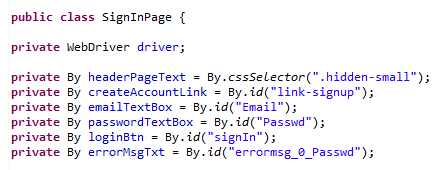 public class SignInPage {
private WebDriver driver;
private By headerPageText = By.cssSelector(".hidden-small");
private By createAccountLink = By.id("link-signup");
private By emailTextBox = By.id("Email");
private By passwordTextBox = By.id("Passwd");
private By loginBtn = By.id("signIn");
private By errorMsgTxt = By.id("errormsg_0_Passwd");